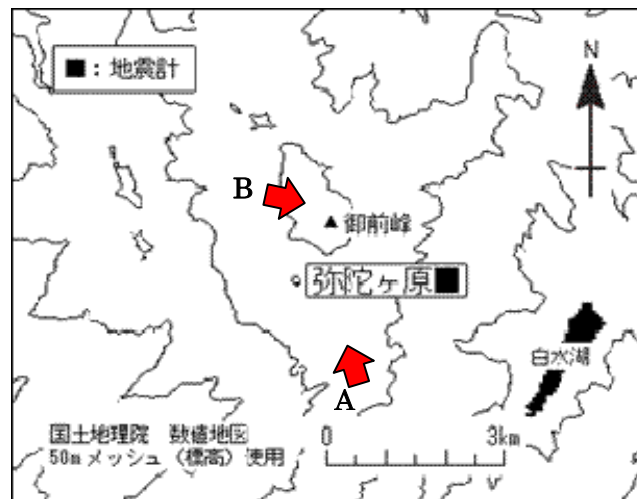 ■：地震計
N
B
御前峰
弥陀ヶ原■
白水湖
A
国土地理院　数値地図
50mメッシュ（標高）使用
0 3km